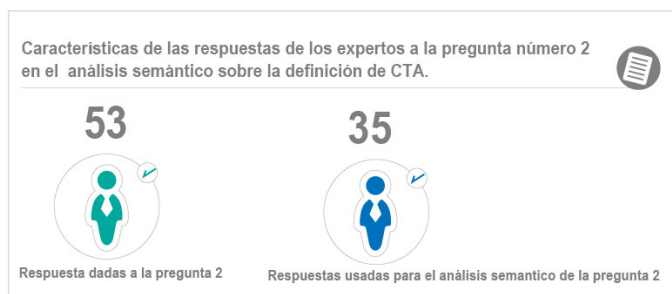 Características de las respuestas de los expertos a la pregunta número 2
en el análisis semántico sobre la definición de CTA.
53
35
Respuesta dadas a la pregunta 2
Respuestas usadas para el análisis semantico de la pregunta 2